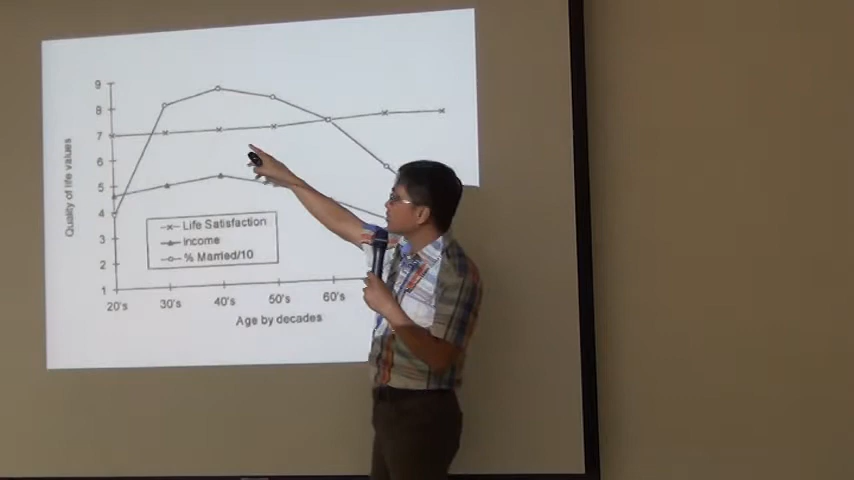 9
8
7
6
5
4
3
2
1
Quality of life values
Life Satisfaction
Income
% Married/10
20's 30's 40's 50's 60's
Age by decades